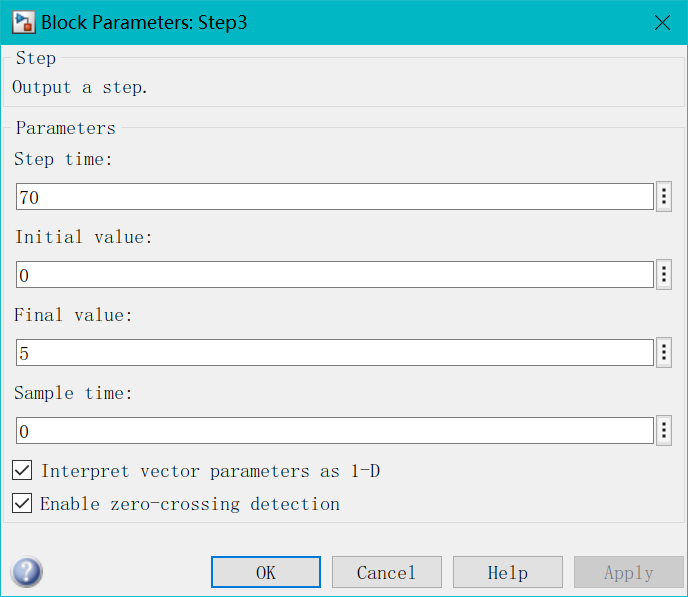 Block Parameters: Step3
Step
Output a step.
Parameters
Step time:
70
Initial value:
0
Final value:
5
Sample time:
0
Interpret vector parameters as 1-D
Enable zero-crossing detection
?
OK Cancel Help Apply